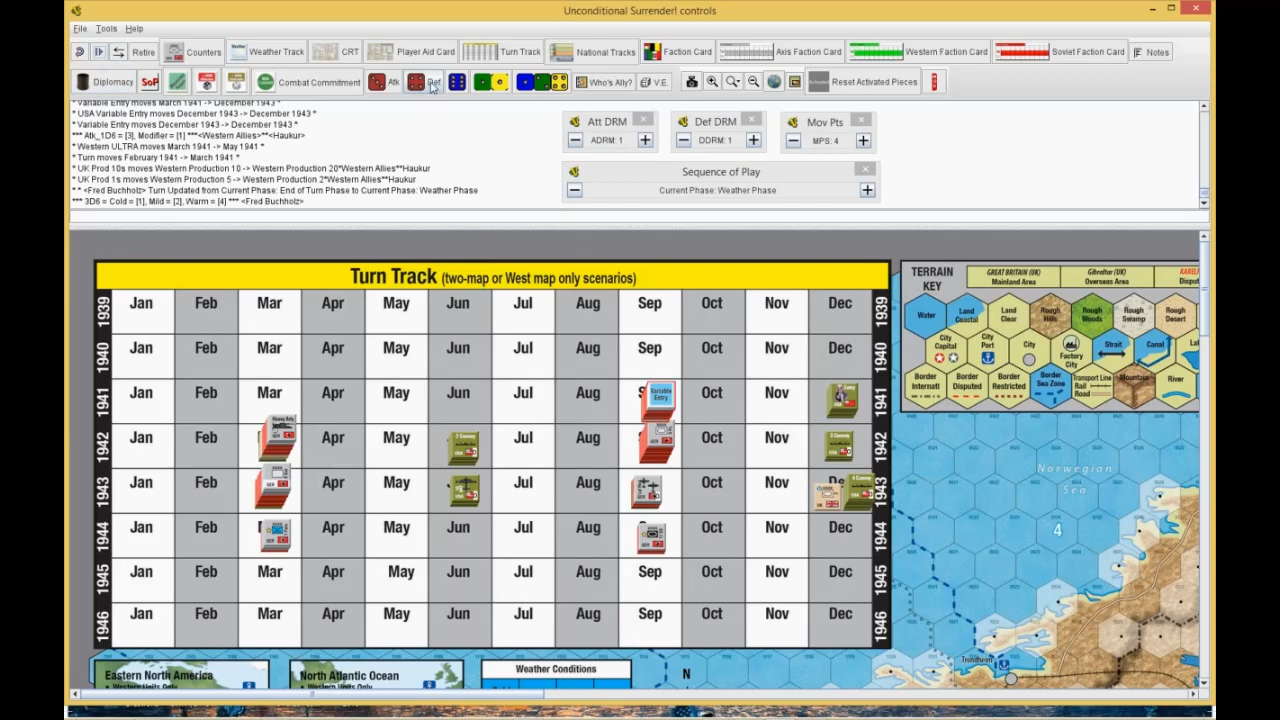 Unconditional Surrender! controls
File Tools Help
Retire Counters Weather Track CRT Player Aid Card Turn Track National Tracks Faction Card Axis Faction Card Western Faction Card Soviet Faction Card Notes
Diplomacy SoP Combat Commitment Atk Def Who's Ally? V.E. Reset Activated Pieces
* Variable Entry moves March 1941 -> December 1943 *
* USA Variable Entry moves December 1943 -> December 1943 *
* Variable Entry moves December 1943 -> December 1943 *
*** Atk_1D6 = [3], Modifier = [1] ***<Western Allies>**<Haukur>
* Western ULTRA moves March 1941 -> May 1941 *
* Turn moves February 1941 -> March 1941 *
* UK Prod 10s moves Western Production 10 -> Western Production 20*Western Allies**Haukur
* UK Prod 1s moves Western Production 5 -> Western Production 2*Western Allies**Haukur
* * <Fred Buchholz> Turn Updated from Current Phase: End of Turn Phase to Current Phase: Weather Phase
*** 3D6 = Cold = [1], Mild = [2], Warm = [4] *** <Fred Buchholz>
Att DRM
ADRM: 1
Def DRM
DDRM: 1
Mov Pts
MPS: 4
Sequence of Play
Current Phase: Weather Phase
Turn Track (two-map or West map only scenarios)
1939 Jan Feb Mar Apr May Jun Jul Aug Sep Oct Nov Dec 1939
1940 Jan Feb Mar Apr May Jun Jul Aug Sep Oct Nov Dec 1940
1941 Jan Feb Mar Apr May Jun Jul Aug Variable Entry Oct Nov 1941
1942 Jan Feb Apr May Jul Aug Oct Nov Dec 1942
1943 Jan Feb Mar Apr May Jul Aug Sep Oct Nov 1943
1944 Jan Feb Apr May Jun Jul Aug Oct Nov Dec 1944
1945 Jan Feb Mar Apr May Jun Jul Aug Sep Oct Nov Dec 1945
1946 Jan Feb Mar Apr May Jun Jul Aug Sep Oct Nov Dec 1946
TERRAIN KEY
GREAT BRITAIN (UK)
Mainland Area
Gibraltar (UK)
Overseas Area
Water
Land Coastal
Land Clear
Rough Hills
Rough Woods
Rough Swamp
Rough Desert
City Capital
City Port
City
Factory City
Strait
Canal
Border Internatl
Border Disputed
Border Restricted
Border Sea Zone
Transport Line Rail Road
Mountain
River
Norwegian Sea
4
Trondheim
Eastern North America
• Western Units Only
North Atlantic Ocean
• Western Units Only
Weather Conditions
N